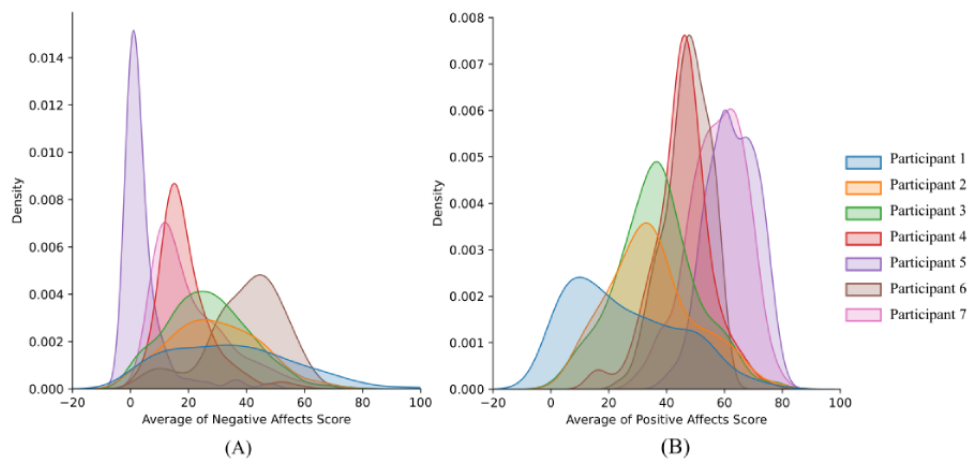 0.014
0.012
0.010
0.008
0.006
0.004
0.002
0.000
Density
−20 0 20 40 60 80 100
Average of Negative Affects Score
(A)
0.008
0.007
0.006
0.005
0.004
0.003
0.002
0.001
0.000
Density
−20 0 20 40 60 80 100
Average of Positive Affects Score
(B)
Participant 1
Participant 2
Participant 3
Participant 4
Participant 5
Participant 6
Participant 7